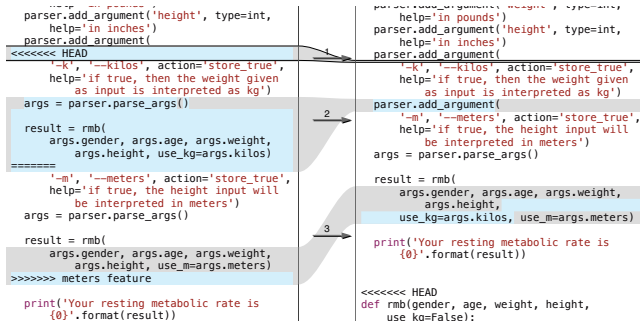 help='in pounds')
parser.add_argument('height', type=int,
help='in inches')
parser.add_argument(
<<<<<<< HEAD
'-k', '--kilos', action='store_true',
help='if true, then the weight given
as input is interpreted as kg')
args = parser.parse_args()
result = rmb(
args.gender, args.age, args.weight,
args.height, use_kg=args.kilos)
=======
'-m', '--meters', action='store_true',
help='if true, the height input will
be interpreted in meters')
args = parser.parse_args()
result = rmb(
args.gender, args.age, args.weight,
args.height, use_m=args.meters)
>>>>>>> meters feature
print('Your resting metabolic rate is
{0}'.format(result))
1
2
3
parser.add_argument('weight', type=int,
help='in pounds')
parser.add_argument('height', type=int,
help='in inches')
parser.add_argument(
'-k', '--kilos', action='store_true',
help='if true, then the weight given
as input is interpreted as kg')
parser.add_argument(
'-m', '--meters', action='store_true',
help='if true, the height input will
be interpreted in meters')
args = parser.parse_args()
result = rmb(
args.gender, args.age, args.weight,
args.height,
use_kg=args.kilos, use_m=args.meters)
print('Your resting metabolic rate is
{0}'.format(result))
<<<<<<< HEAD
def rmb(gender, age, weight, height,
use_kg=False):